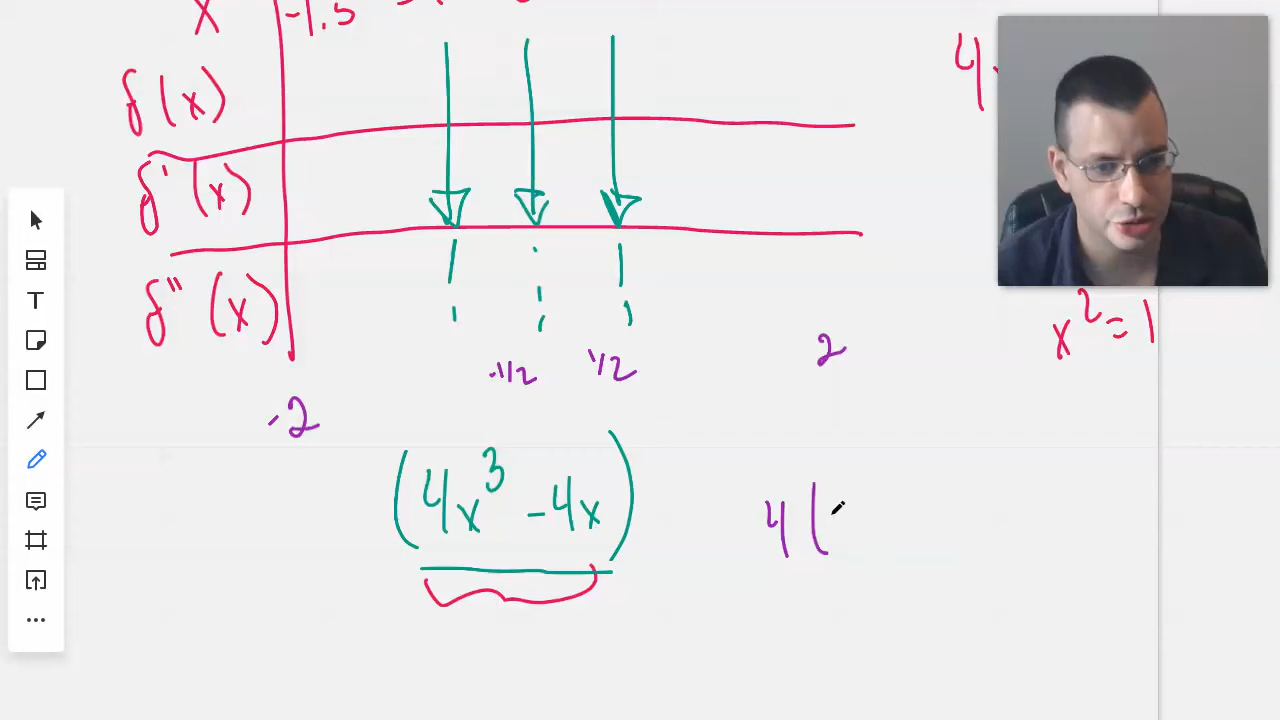 x -1.5
f(x)
f'(x)
f''(x)
-1/2 1/2 2
-2
x² = 1
(4x³ - 4x) 4(
4
T